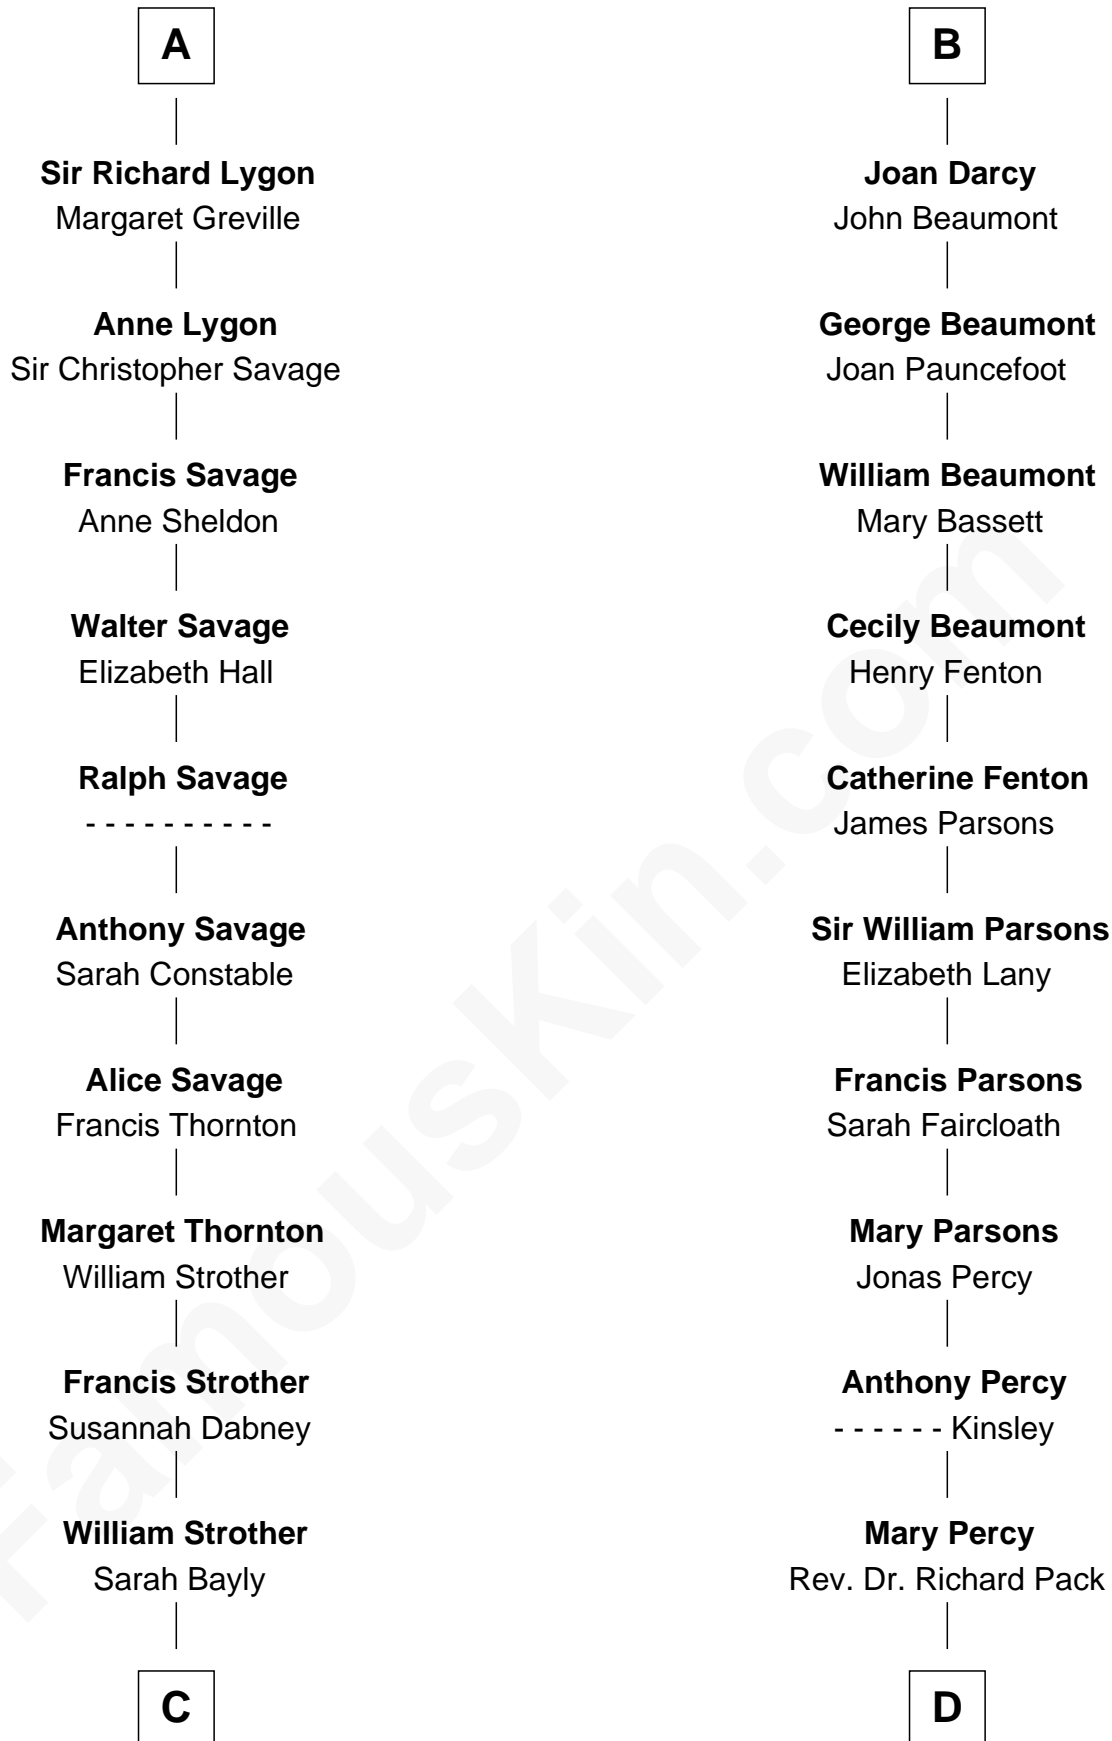 A
Sir Richard Lygon
Margaret Greville
Anne Lygon
Sir Christopher Savage
Francis Savage
Anne Sheldon
Walter Savage
Elizabeth Hall
Ralph Savage
- - - - - - - - - -
Anthony Savage
Sarah Constable
Alice Savage
Francis Thornton
Margaret Thornton
William Strother
Francis Strother
Susannah Dabney
William Strother
Sarah Bayly
C
B
Joan Darcy
John Beaumont
George Beaumont
Joan Pauncefoot
William Beaumont
Mary Bassett
Cecily Beaumont
Henry Fenton
Catherine Fenton
James Parsons
Sir William Parsons
Elizabeth Lany
Francis Parsons
Sarah Faircloath
Mary Parsons
Jonas Percy
Anthony Percy
- - - - - - Kinsley
Mary Percy
Rev. Dr. Richard Pack
D
FamousKin.com